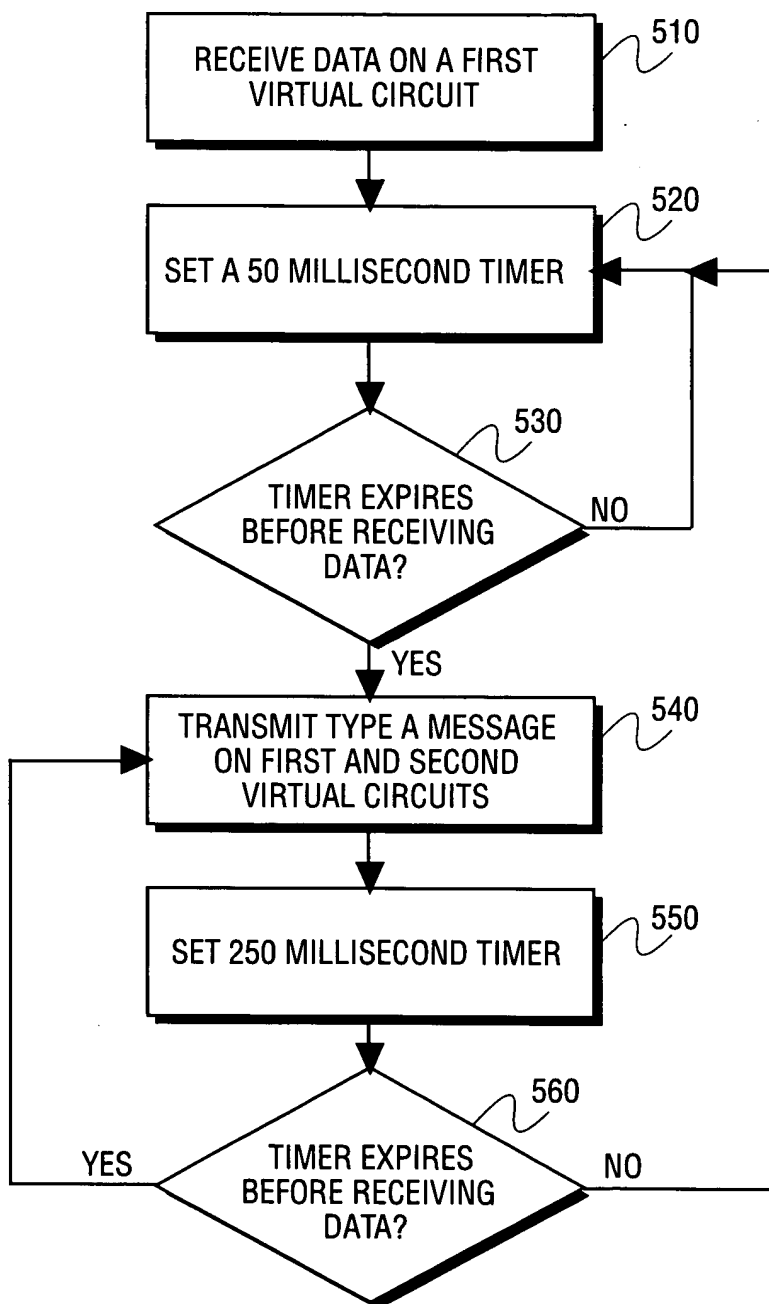 RECEIVE DATA ON A FIRST
VIRTUAL CIRCUIT
510
SET A 50 MILLISECOND TIMER
520
TIMER EXPIRES
BEFORE RECEIVING
DATA?
530
NO
YES
TRANSMIT TYPE A MESSAGE
ON FIRST AND SECOND
VIRTUAL CIRCUITS
540
SET 250 MILLISECOND TIMER
550
TIMER EXPIRES
BEFORE RECEIVING
DATA?
560
YES
NO